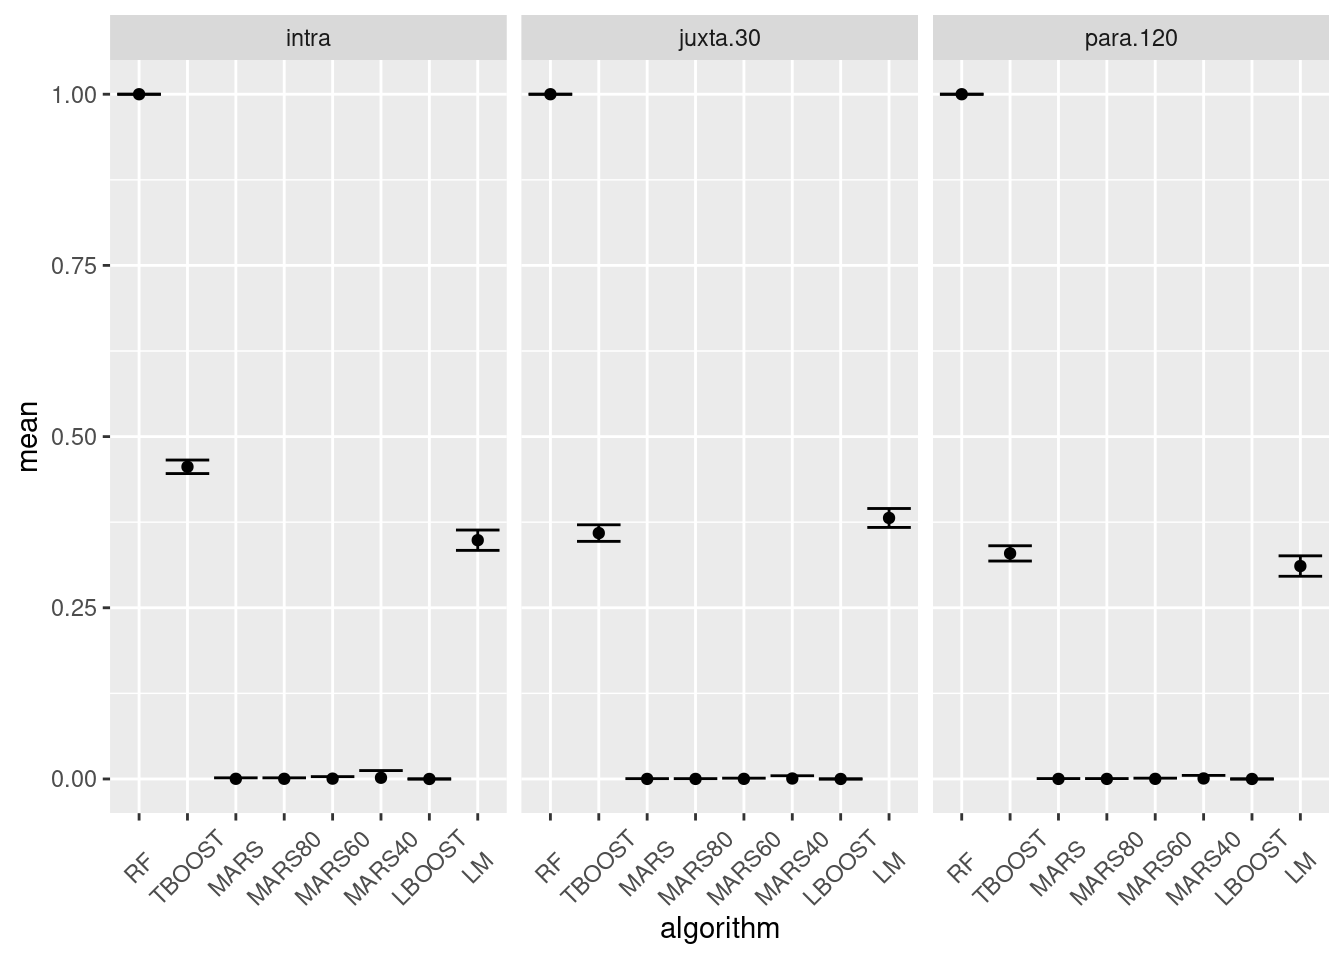 intra juxta.30 para.120
mean
1.00
0.75
0.50
0.25
0.00
RF TBOOST MARS MARS80 MARS60 MARS40 LBOOST LM RF TBOOST MARS MARS80 MARS60 MARS40 LBOOST LM RF TBOOST MARS MARS80 MARS60 MARS40 LBOOST LM
algorithm